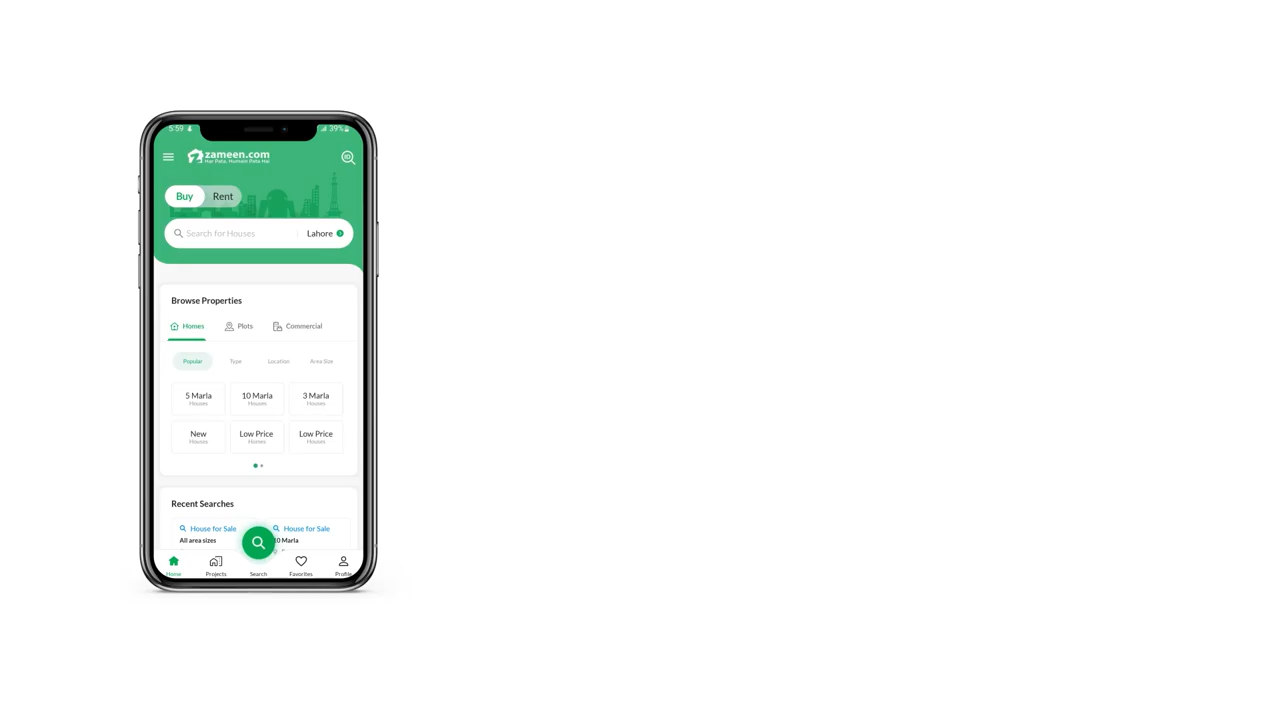 5:59 39%
zameen.com
Har Pata, Humain Pata Hai
ID
Buy Rent
Search for Houses Lahore
Browse Properties
Homes Plots Commercial
Popular Type Location Area Size
5 Marla 10 Marla 3 Marla
Houses Houses Houses
New Low Price Low Price
Houses Homes Houses
Recent Searches
House for Sale House for Sale
All area sizes 10 Marla
Home Projects Search Favorites Profile